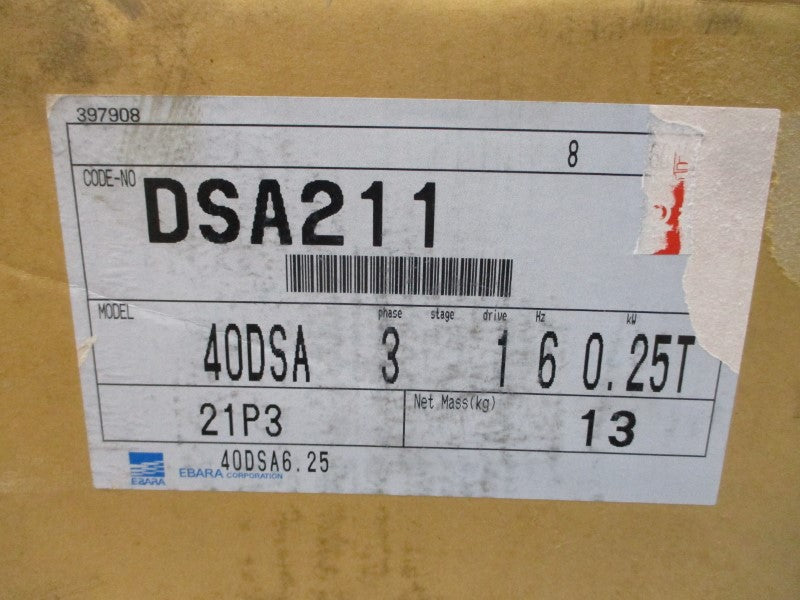 397908
8
CODE-NO
DSA211
MODEL phase stage drive Hz kW
40DSA 3 1 6 0.25T
21P3
Net Mass(kg)
13
40DSA6.25
EBARA
EBARA CORPORATION